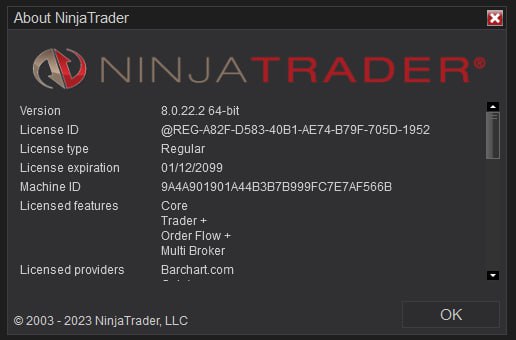 About NinjaTrader
NINJATRADER®
Version 8.0.22.2 64-bit
License ID @REG-A82F-D583-40B1-AE74-B79F-705D-1952
License type Regular
License expiration 01/12/2099
Machine ID 9A4A901901A44B3B7B999FC7E7AF566B
Licensed features Core
Trader +
Order Flow +
Multi Broker
Licensed providers Barchart.com
© 2003 - 2023 NinjaTrader, LLC
OK